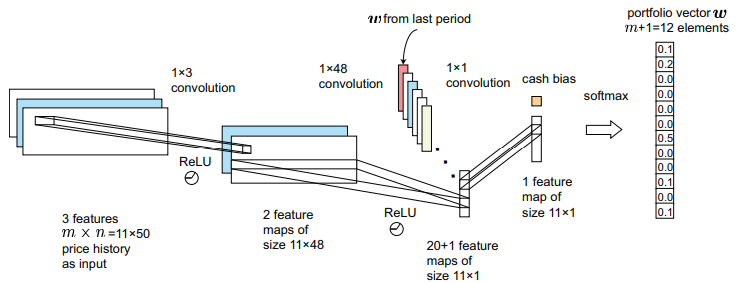 w from last period
portfolio vector w
m+1=12 elements
1×3
convolution
1×48
convolution
1×1
convolution
cash bias
softmax
0.1
0.2
0.0
0.0
0.0
0.0
0.5
0.0
0.0
0.1
0.0
0.1
ReLU
ReLU
3 features
m × n =11×50
price history
as input
2 feature
maps of
size 11×48
20+1 feature
maps of
size 11×1
1 feature
map of
size 11×1